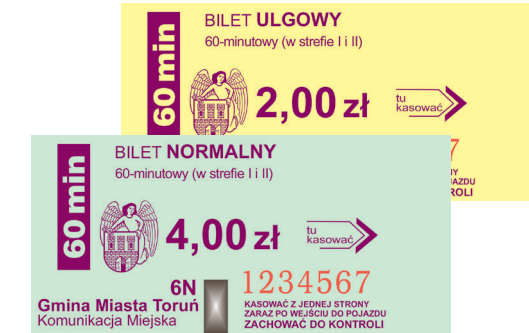 60 min
BILET ULGOWY
60-minutowy (w strefie I i II)
2,00 zł
tu
kasować
7
NY
JAZDU
ROLI
60 min
BILET NORMALNY
60-minutowy (w strefie I i II)
4,00 zł
tu
kasować
6N
Gmina Miasta Toruń
Komunikacja Miejska
1234567
KASOWAĆ Z JEDNEJ STRONY
ZARAZ PO WEJŚCIU DO POJAZDU
ZACHOWAĆ DO KONTROLI